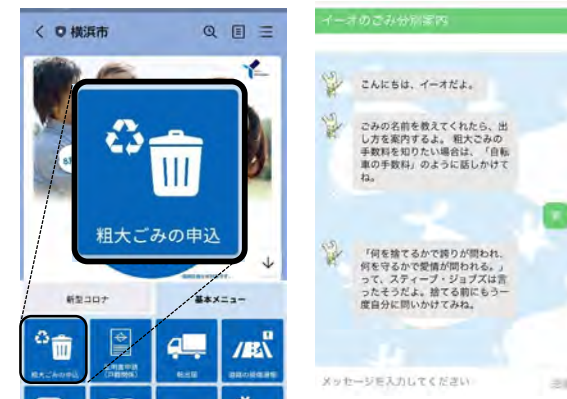 横浜市
粗大ごみの申込
新型コロナ
基本メニュー
粗大ごみの申込
イーオのごみ分別案内
こんにちは、イーオだよ。
ごみの名前を教えてくれたら、出
し方を案内するよ。 粗大ごみの
手数料を知りたい場合は、「自転
車の手数料」のように話しかけて
ね。
「何を捨てるかで誇りが問われ、
何を守るかで愛情が問われる。」
って、スティーブ・ジョブズは言
ったそうだよ。捨てる前にもう一
度自分に問いかけてみね。
メッセージを入力してください